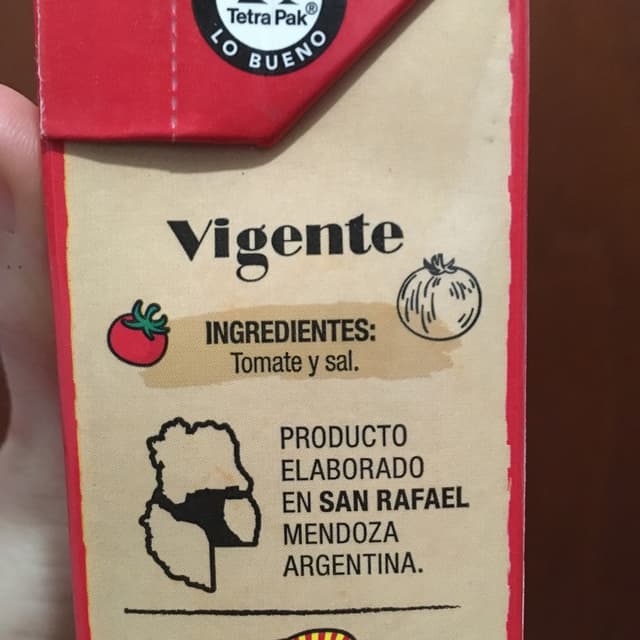 Tetra Pak®
LO BUENO
Vigente
INGREDIENTES:
Tomate y sal.
PRODUCTO
ELABORADO
EN SAN RAFAEL
MENDOZA
ARGENTINA.